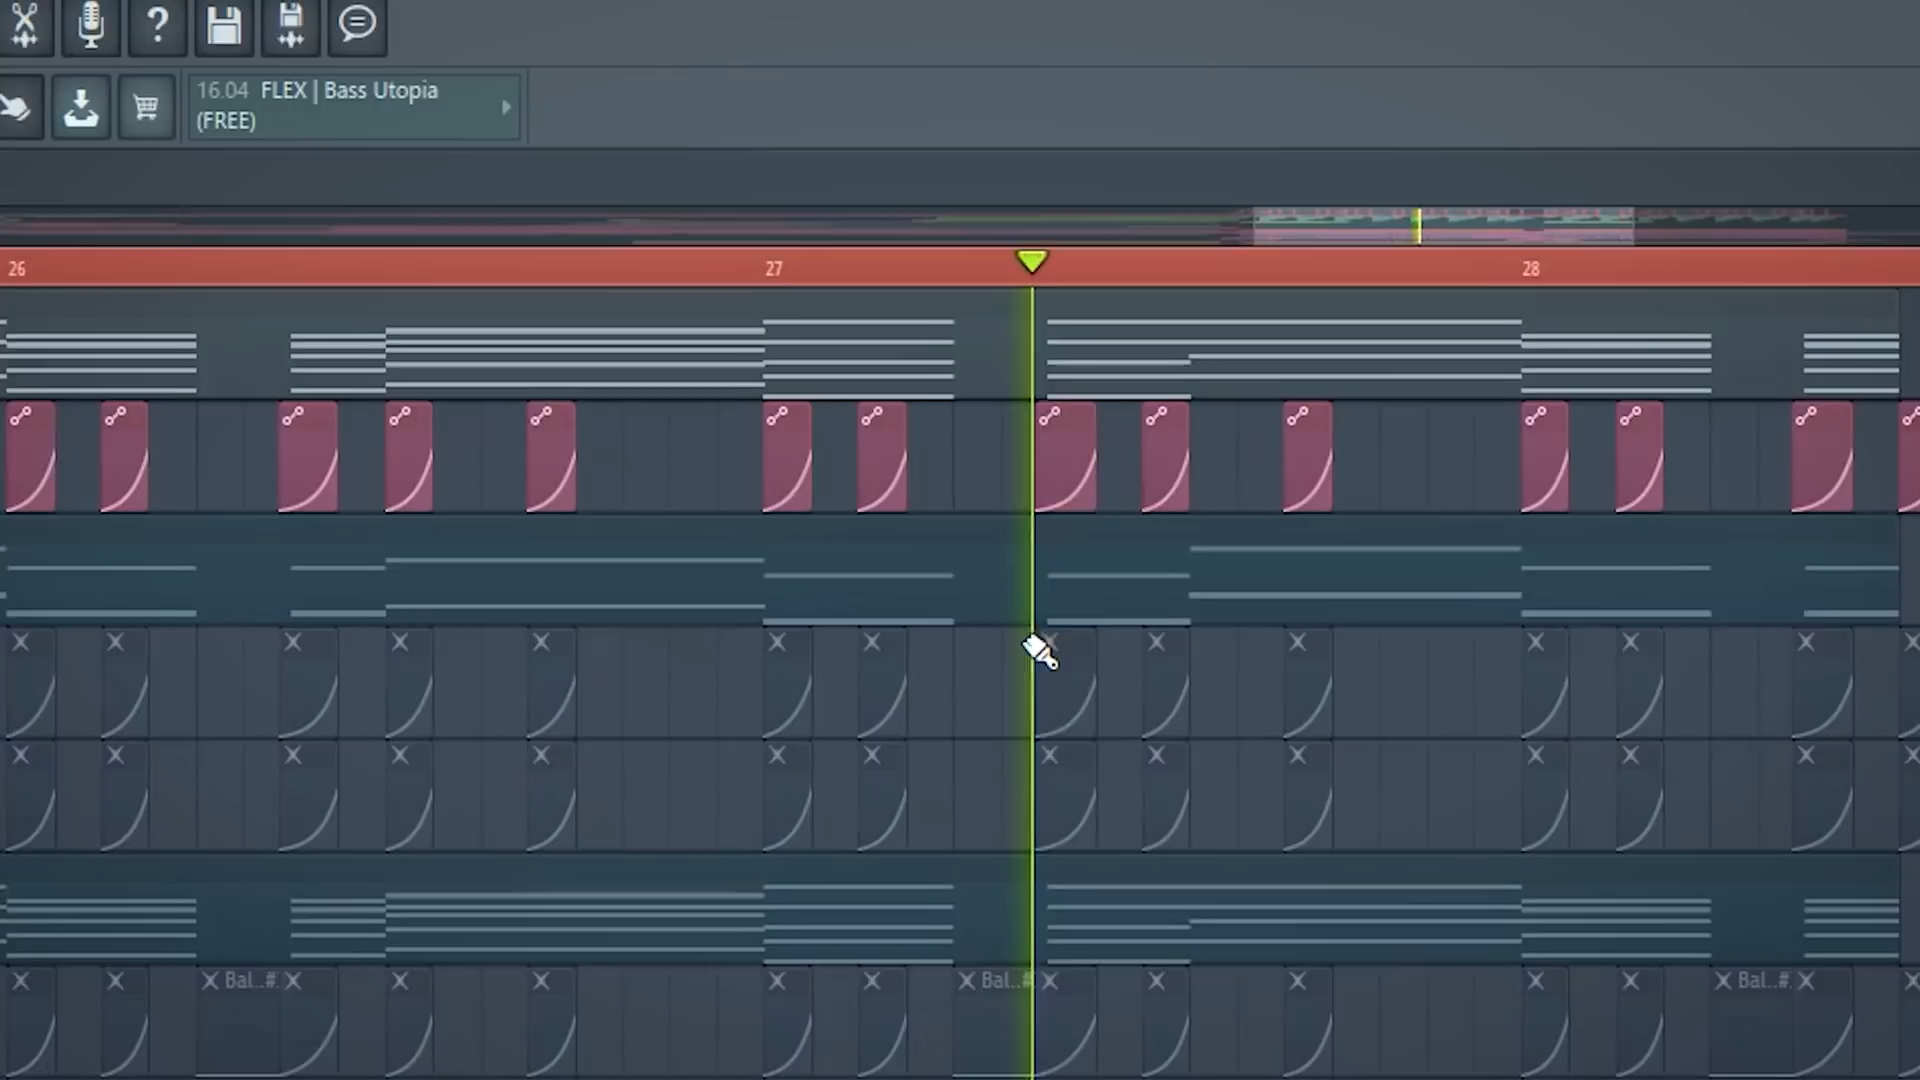 ?
16.04 FLEX | Bass Utopia
(FREE)
26 27 28
Bal..# Bal..# Bal..#